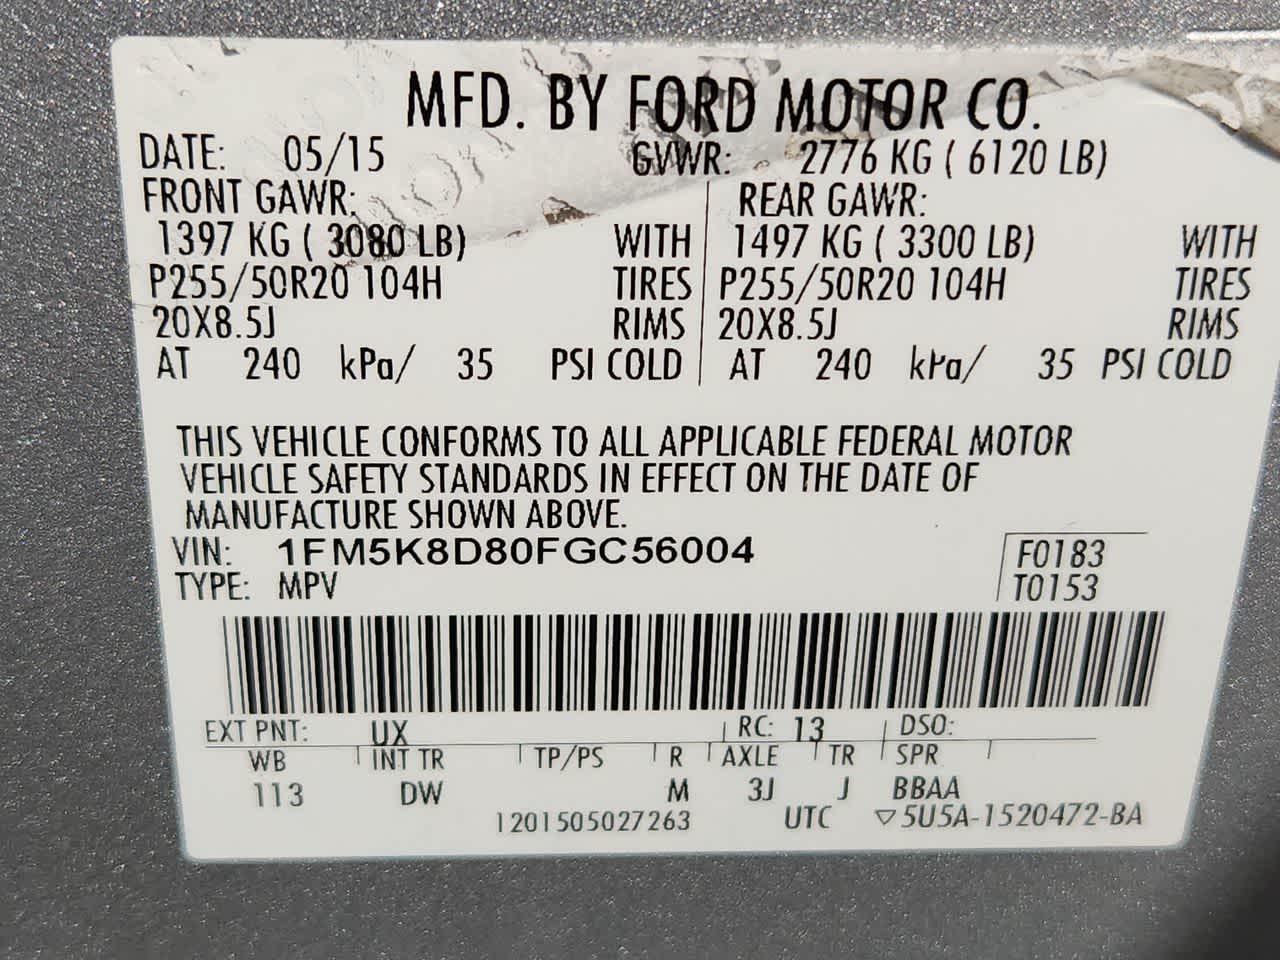 MFD. BY FORD MOTOR CO.
DATE: 05/15 GVWR: 2776 KG ( 6120 LB)
FRONT GAWR: REAR GAWR:
1397 KG ( 3080 LB) WITH 1497 KG ( 3300 LB) WITH
P255/50R20 104H TIRES P255/50R20 104H TIRES
20X8.5J RIMS 20X8.5J RIMS
AT 240 kPa/ 35 PSI COLD AT 240 kPa/ 35 PSI COLD
THIS VEHICLE CONFORMS TO ALL APPLICABLE FEDERAL MOTOR
VEHICLE SAFETY STANDARDS IN EFFECT ON THE DATE OF
MANUFACTURE SHOWN ABOVE.
VIN: 1FM5K8D80FGC56004 F0183
TYPE: MPV T0153
EXT PNT: UX RC: 13 DSO:
WB INT TR TP/PS R AXLE TR SPR
113 DW M 3J J BBAA
1201505027263 UTC ▽5U5A-1520472-BA